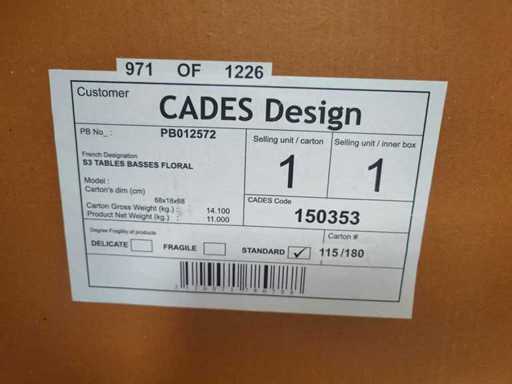 971 OF 1226
Customer
CADES Design
PB No_ : PB012572
Selling unit / carton
Selling unit / inner box
1
1
French Designation
S3 TABLES BASSES FLORAL
Model :
Carton's dim (cm)
68x18x68
Carton Gross Weight (kg.) : 14.100
Product Net Weight (kg.) : 11.000
CADES Code
150353
Degree Fragility of products
DELICATE
FRAGILE
STANDARD ✓
Carton #
115/180